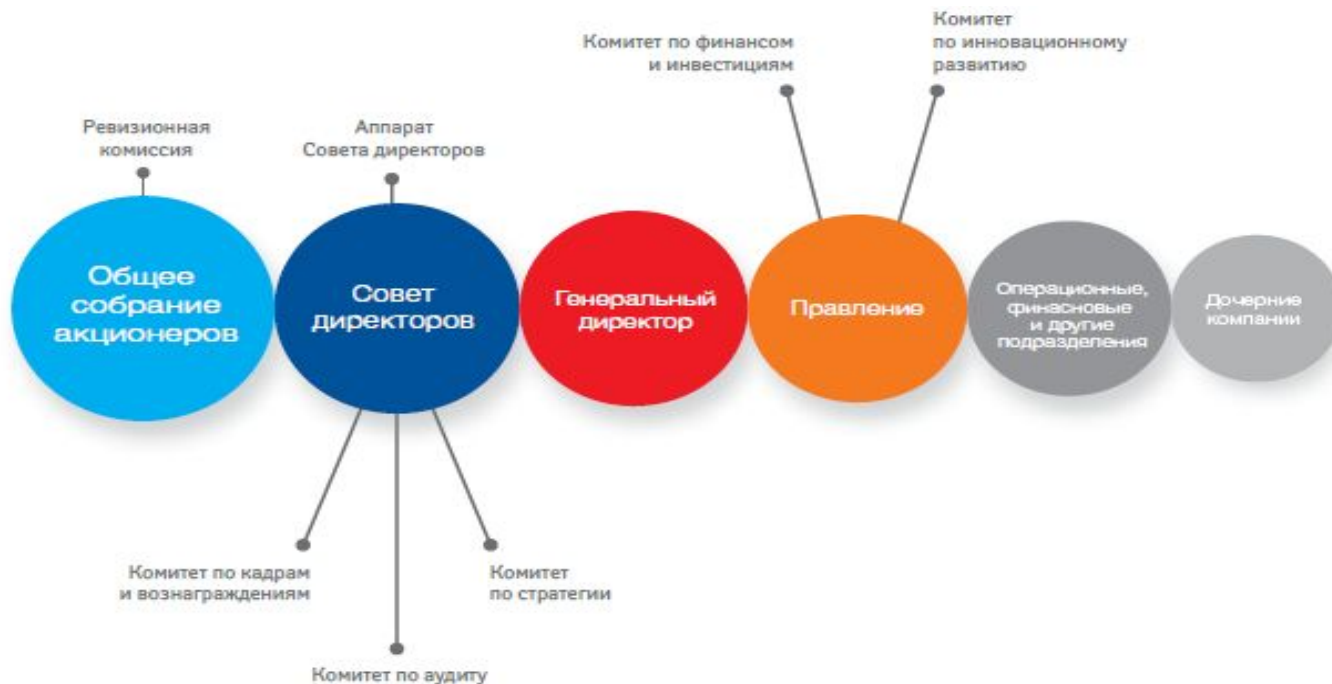 Комитет по финансом
и инвестициям
Комитет
по инновационному
развитию
Ревизионная
комиссия
Аппарат
Совета директоров
Общее
собрание
акционеров
Совет
директоров
Генеральный
директор
Правление
Операционные,
финасновые
и другие
подразделения
Дочерние
компании
Комитет по кадрам
и вознаграждениям
Комитет
по стратегии
Комитет по аудиту